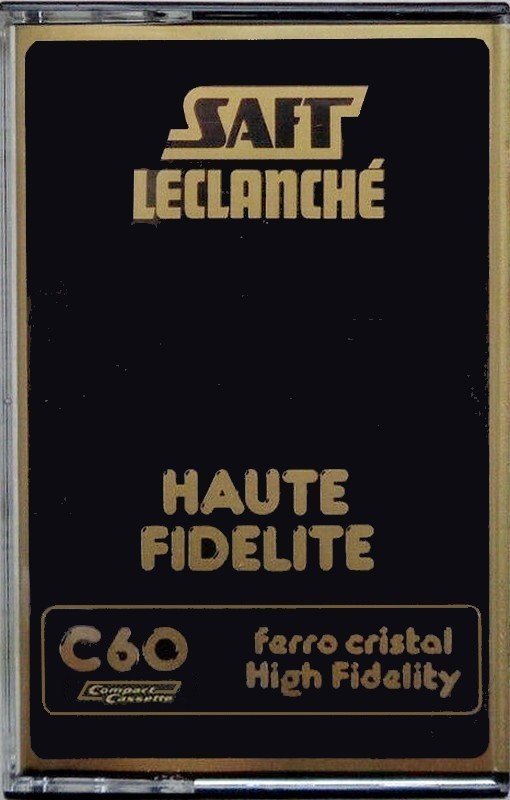 SAFT
LECLANCHÉ
HAUTE
FIDELITE
C60
Compact
Cassette
ferro cristal
High Fidelity